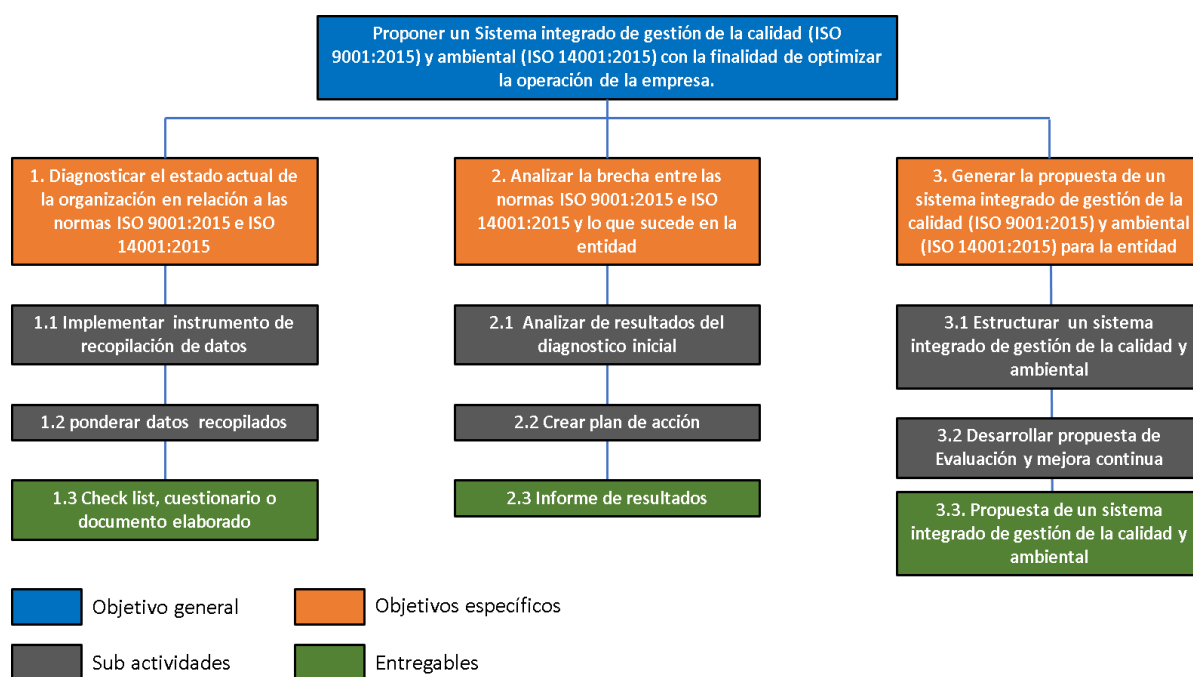 Proponer un Sistema integrado de gestión de la calidad (ISO
9001:2015) y ambiental (ISO 14001:2015) con la finalidad de optimizar
la operación de la empresa.
1. Diagnosticar el estado actual de
la organización en relación a las
normas ISO 9001:2015 e ISO
14001:2015
2. Analizar la brecha entre las
normas ISO 9001:2015 e ISO
14001:2015 y lo que sucede en la
entidad
3. Generar la propuesta de un
sistema integrado de gestión de la
calidad (ISO 9001:2015) y ambiental
(ISO 14001:2015) para la entidad
1.1 Implementar instrumento de
recopilación de datos
2.1 Analizar de resultados del
diagnostico inicial
3.1 Estructurar un sistema
integrado de gestión de la calidad y
ambiental
1.2 ponderar datos recopilados
2.2 Crear plan de acción
3.2 Desarrollar propuesta de
Evaluación y mejora continua
1.3 Check list, cuestionario o
documento elaborado
2.3 Informe de resultados
3.3. Propuesta de un sistema
integrado de gestión de la calidad y
ambiental
Objetivo general
Objetivos específicos
Sub actividades
Entregables